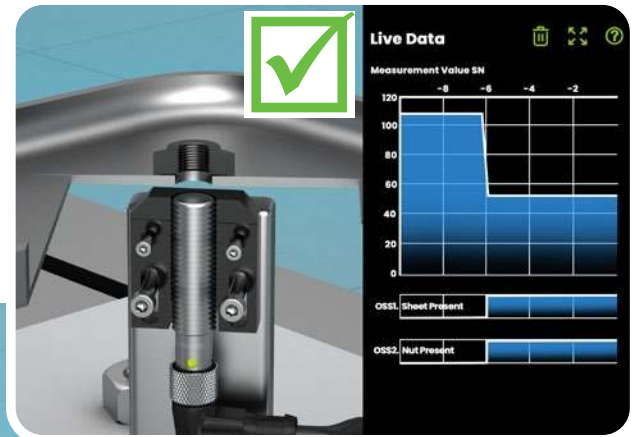 Live Data
Measurement Value SN
-8 -6 -4 -2
120
100
80
60
40
20
0
OSS1. Sheet Present
OSS2. Nut Present